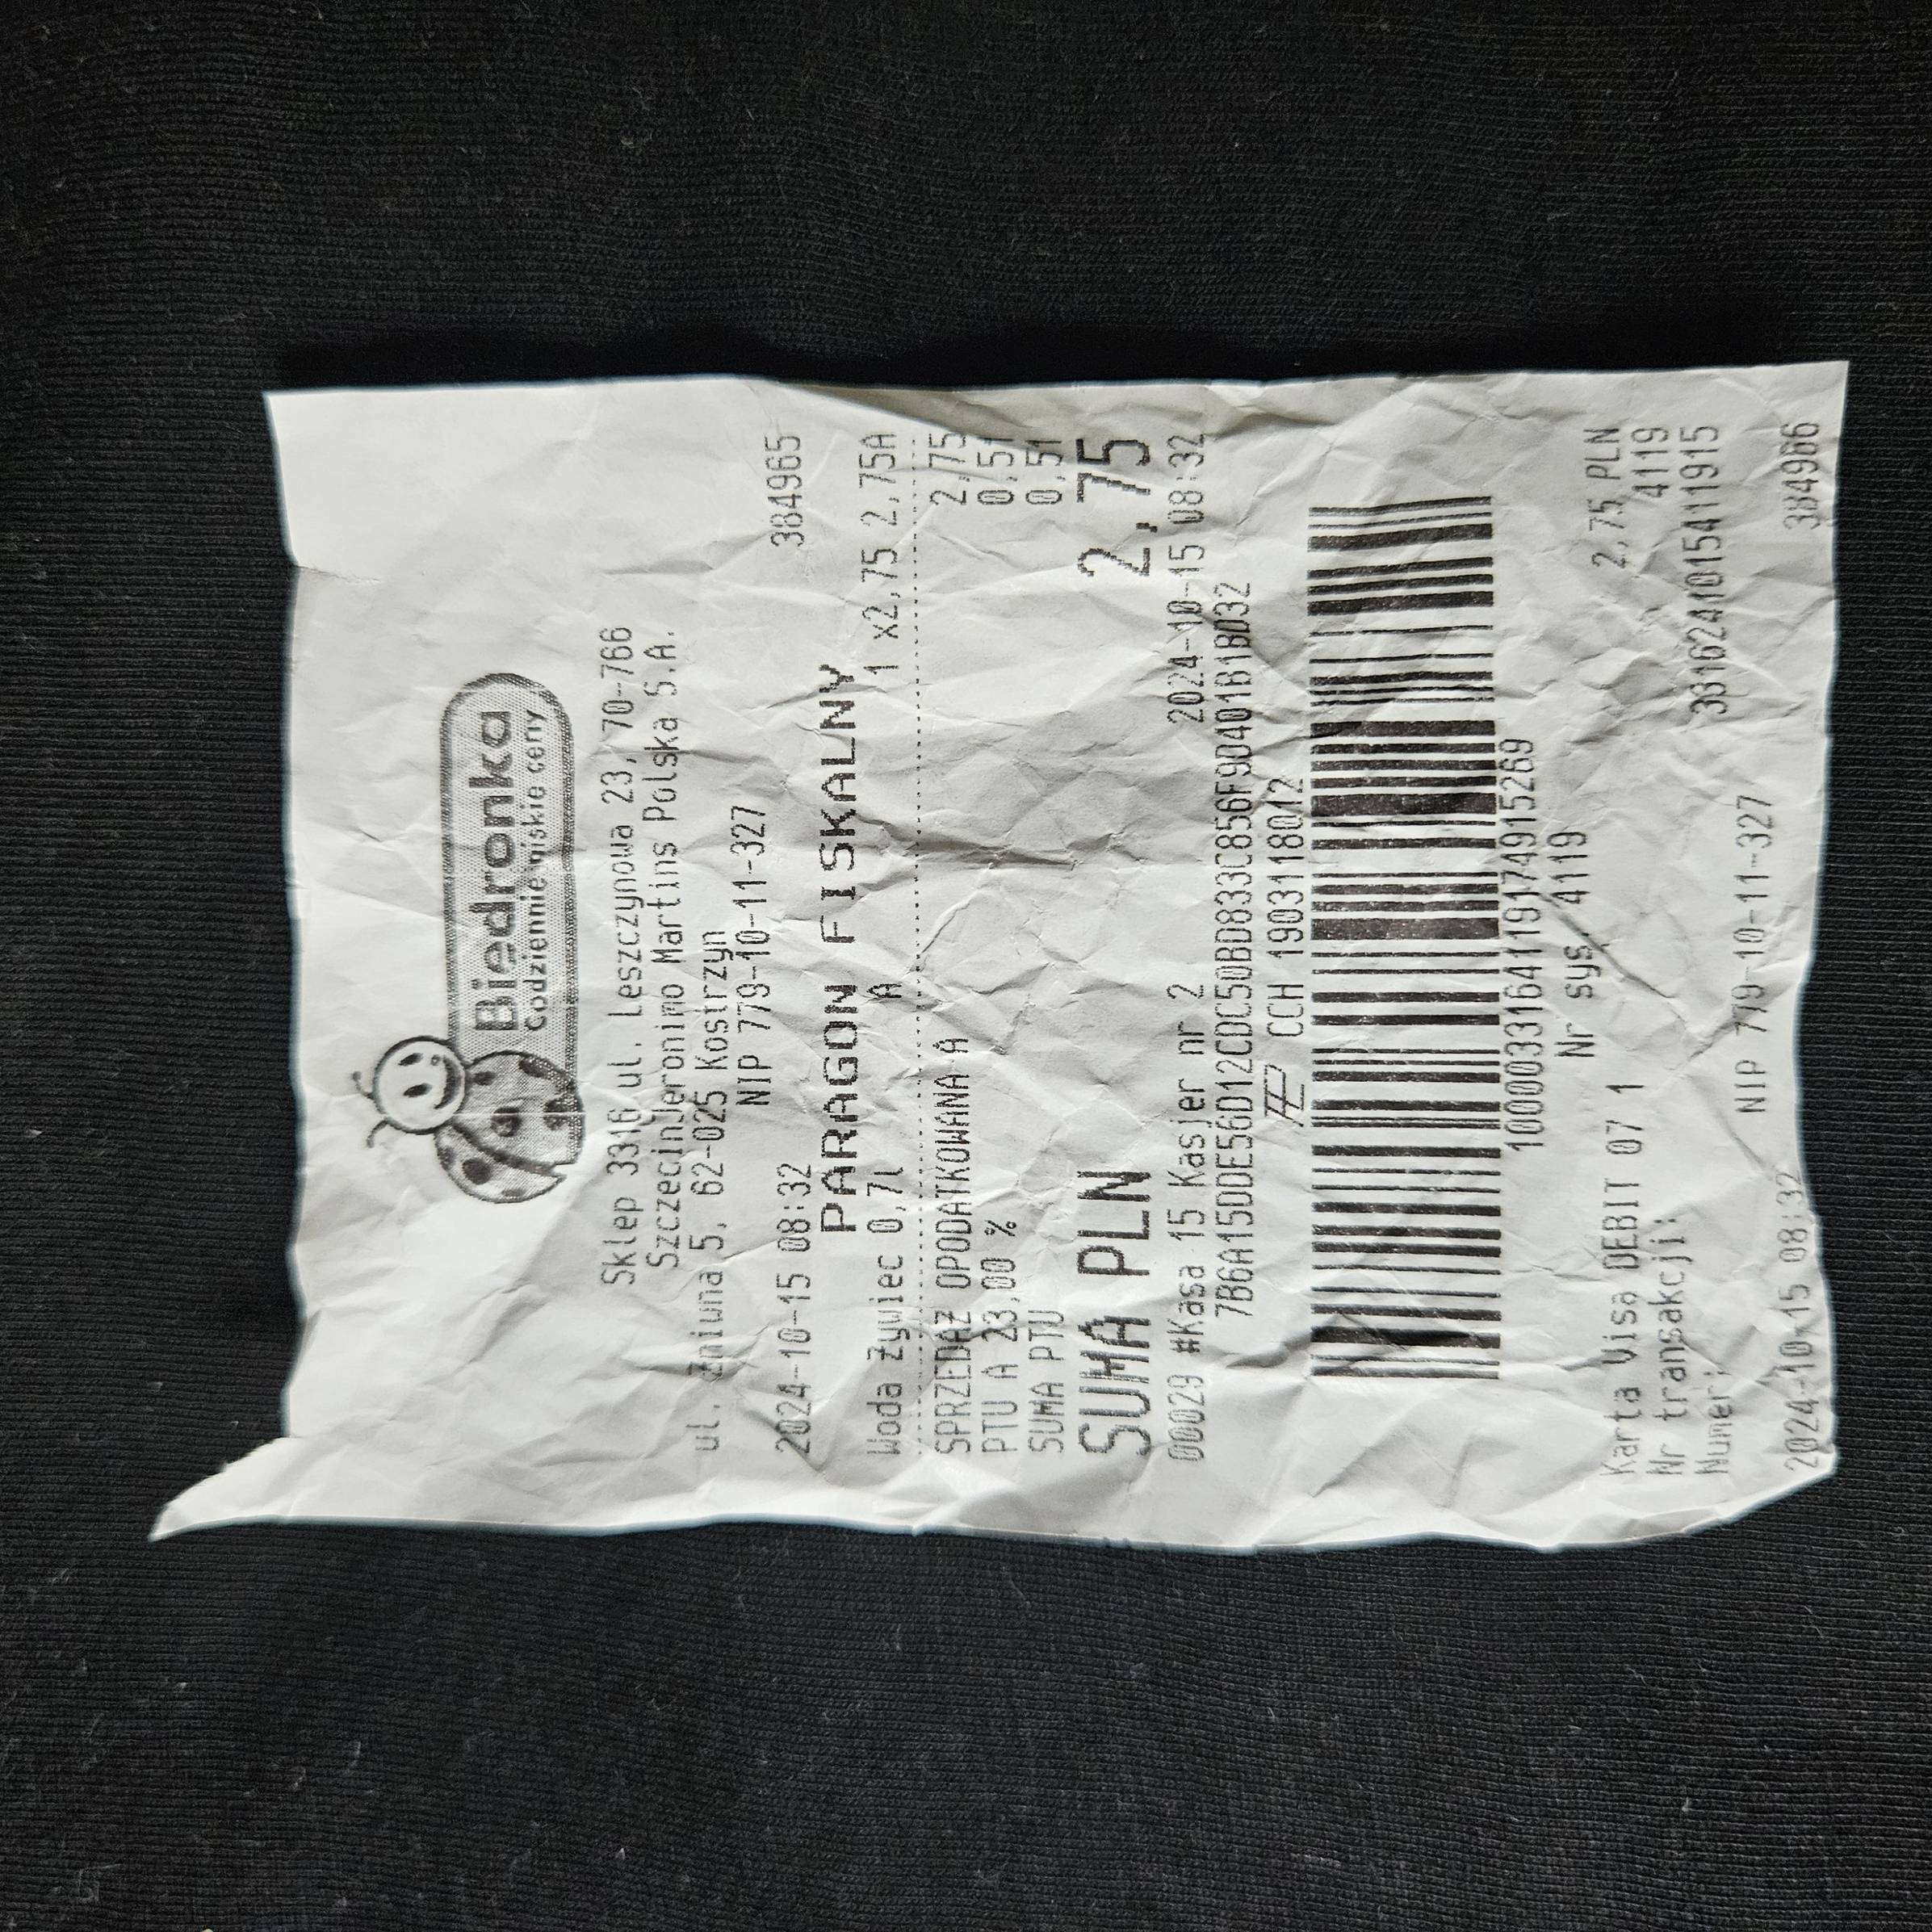 Biedronka
Codziennie niskie ceny
Sklep 3316 ul. Leszczynowa 23, 70-766
SzczecinJeronimo Martins Polska S.A.
ul. Żniwna 5, 62-025 Kostrzyn
NIP 779-10-11-327
2024-10-15 08:32 384965
PARAGON FISKALNY
Woda Żywiec 0,7l A 1 x2,75 2,75A
SPRZEDAŻ OPODATKOWANA A 2,75
PTU A 23,00 % 0,51
SUMA PTU 0,51
SUMA PLN 2,75
00029 #Kasa 15 Kasjer nr 2 2024-10-15 08:32
7B6A15DDE56D12CDC50BD833C856F9D401B1BD32
CCH 1903118042
1000033164119174915269
Nr sys. 4119
Karta Visa DEBIT 07 1 2,75 PLN
Nr transakcji: 4119
Numer: 3316241015411915
NIP 779-10-11-327
2024-10-15 08:32 384966